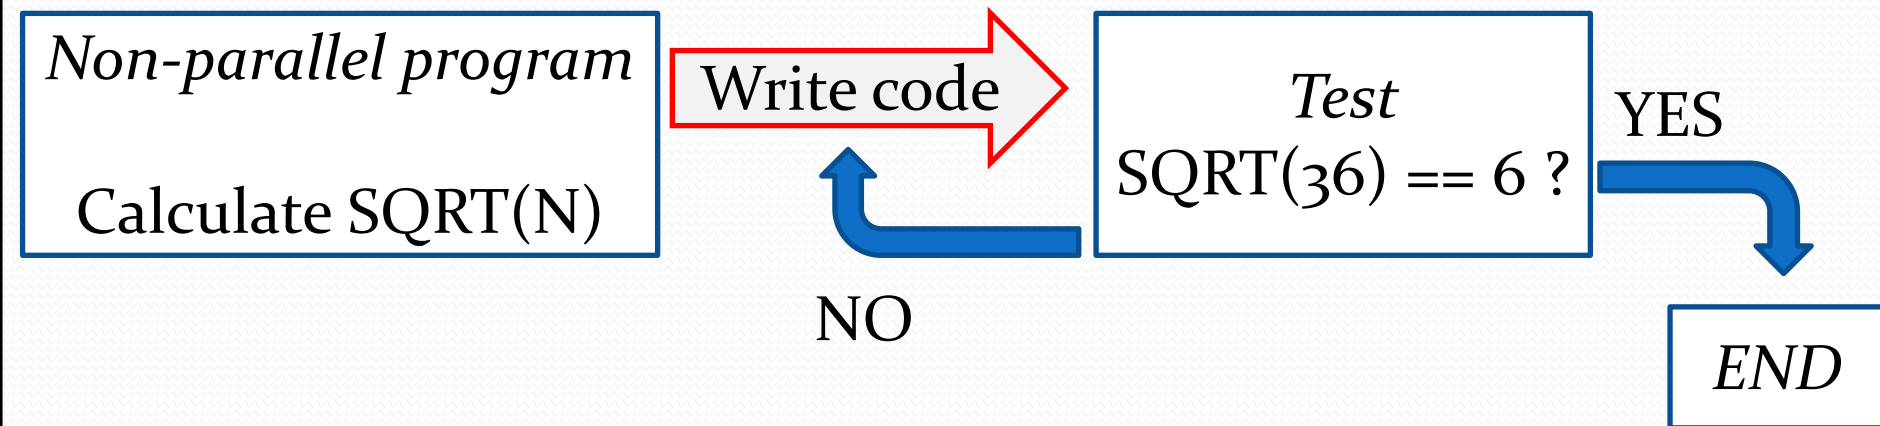 Non-parallel program
Calculate SQRT(N)
Write code
Test
SQRT(36) == 6 ?
YES
NO
END